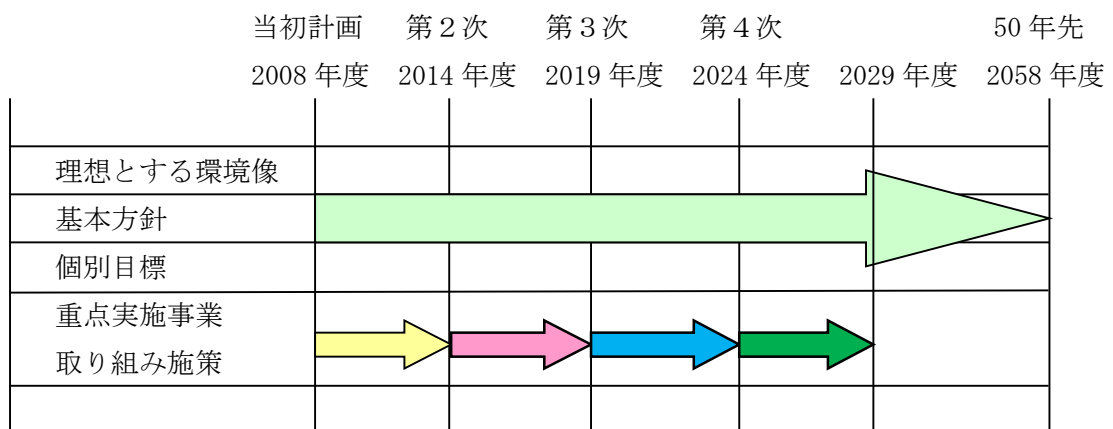 当初計画 第２次 第３次 第４次 50 年先
2008 年度 2014 年度 2019 年度 2024 年度 2029 年度 2058 年度
理想とする環境像
基本方針
個別目標
重点実施事業
取り組み施策